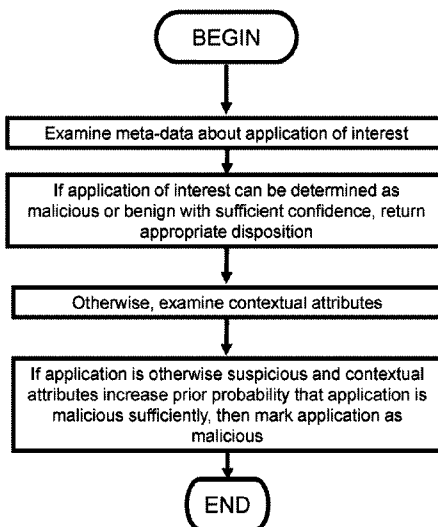 BEGIN
Examine meta-data about application of interest
If application of interest can be determined as
malicious or benign with sufficient confidence, return
appropriate disposition
Otherwise, examine contextual attributes
If application is otherwise suspicious and contextual
attributes increase prior probability that application is
malicious sufficiently, then mark application as
malicious
END